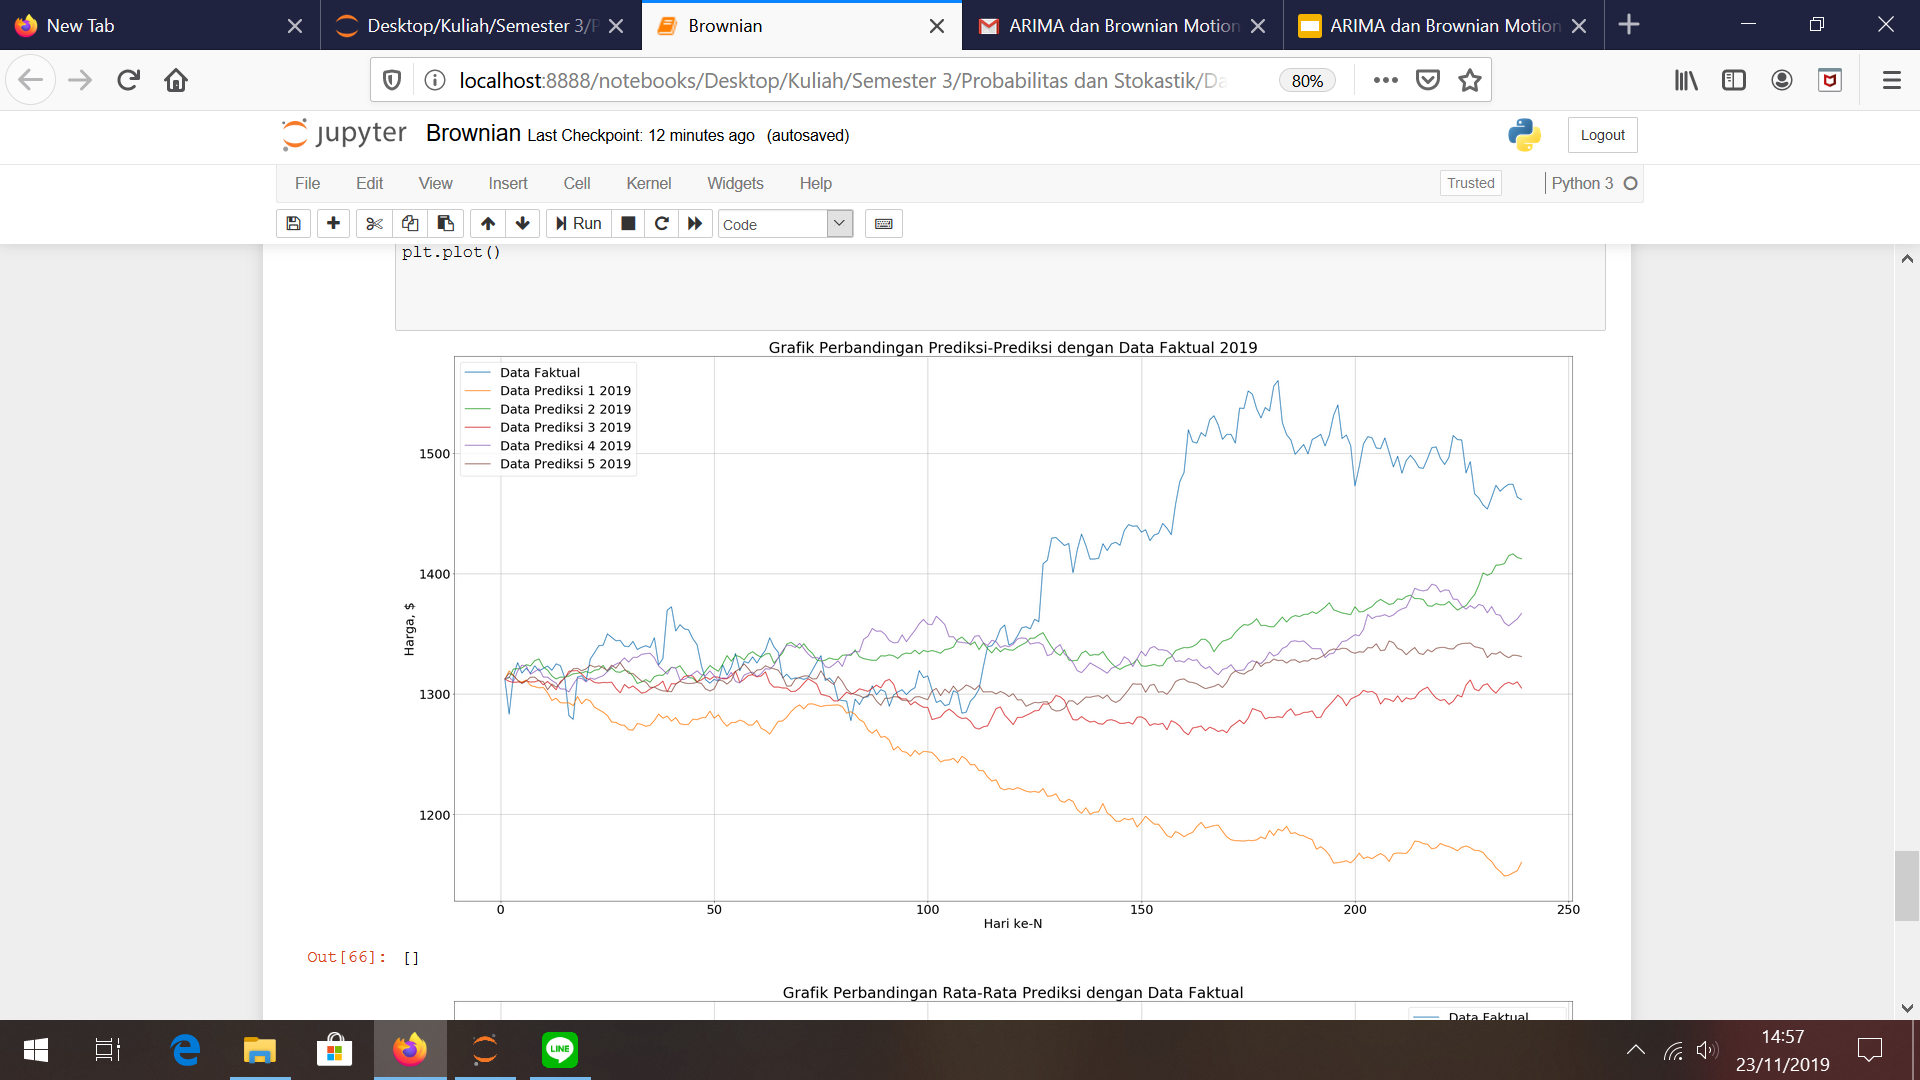 New Tab
Desktop/Kuliah/Semester 3/P
Brownian
ARIMA dan Brownian Motion
ARIMA dan Brownian Motion
localhost:8888/notebooks/Desktop/Kuliah/Semester 3/Probabilitas dan Stokastik/Da
80%
jupyter Brownian Last Checkpoint: 12 minutes ago (autosaved)
Logout
File Edit View Insert Cell Kernel Widgets Help
Trusted
Python 3
Run
Code
plt.plot()
Grafik Perbandingan Prediksi-Prediksi dengan Data Faktual 2019
Data Faktual
Data Prediksi 1 2019
Data Prediksi 2 2019
Data Prediksi 3 2019
Data Prediksi 4 2019
Data Prediksi 5 2019
1500
1400
1300
1200
Harga, $
0 50 100 150 200 250
Hari ke-N
Out[66]: []
Grafik Perbandingan Rata-Rata Prediksi dengan Data Faktual
Data Faktual
LINE
14:57
23/11/2019